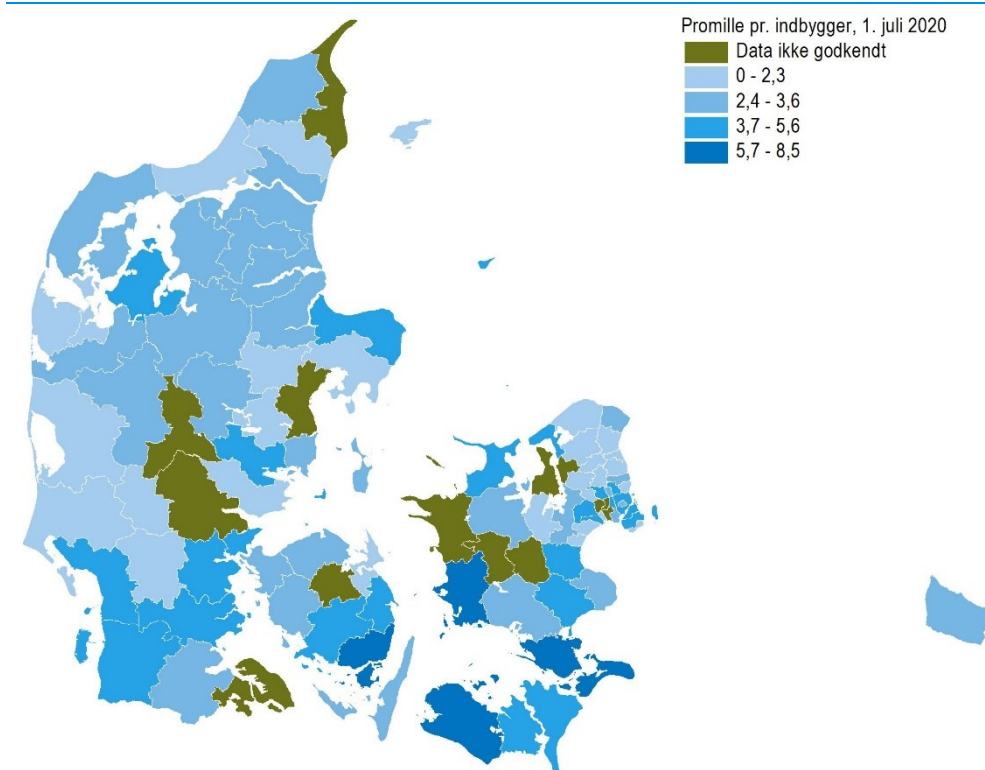 Promille pr. indbygger, 1. juli 2020
Data ikke godkendt
0 - 2,3
2,4 - 3,6
3,7 - 5,6
5,7 - 8,5